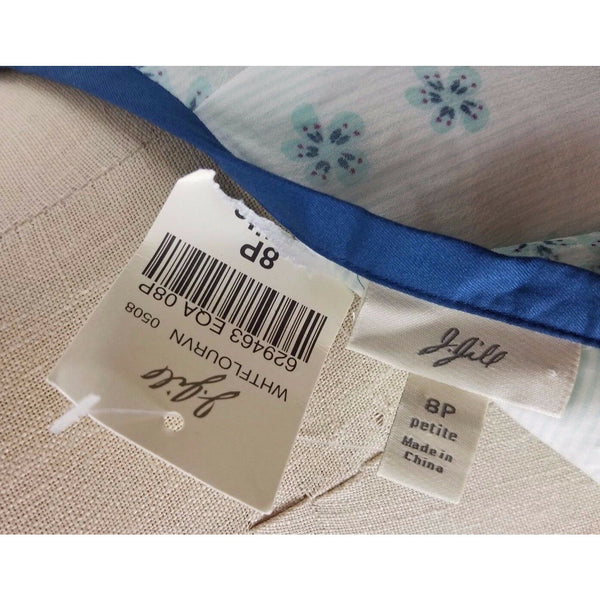 J.Jill
WHTFLOURVN 0508
629463 EQA 08P
8P
J.Jill
8P
petite
Made in
China